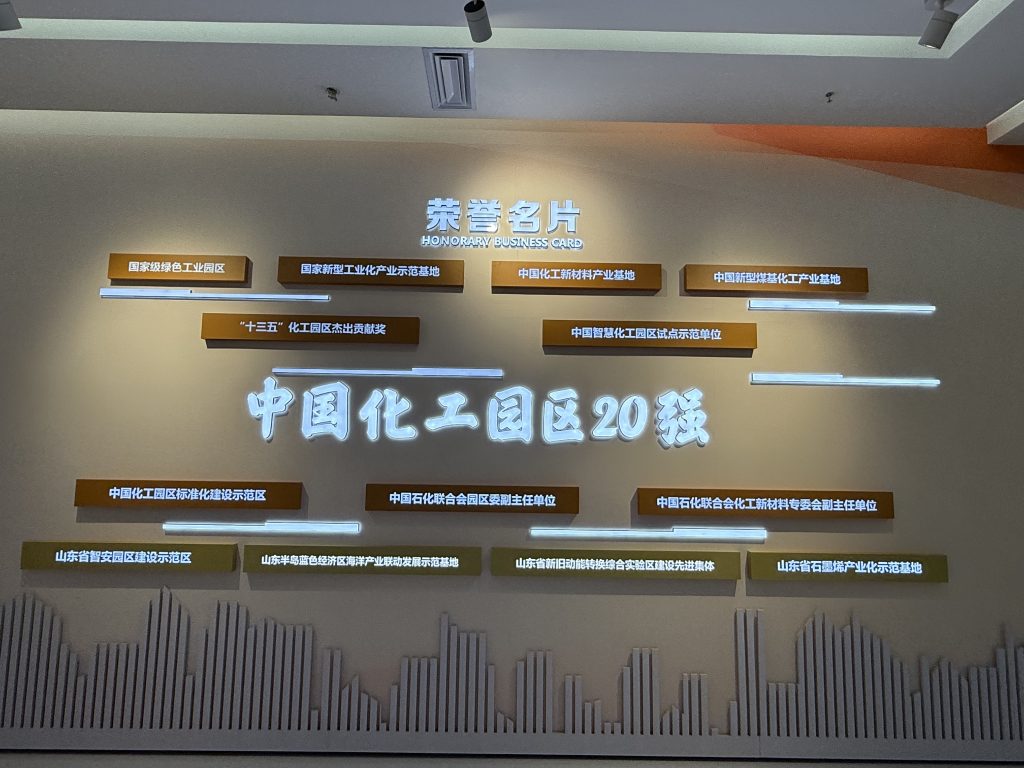 荣誉名片
HONORARY BUSINESS CARD
国家级绿色工业园区
国家新型工业化产业示范基地
中国化工新材料产业基地
中国新型煤基化工产业基地
“十三五”化工园区杰出贡献奖
中国智慧化工园区试点示范单位
中国化工园区20强
中国化工园区标准化建设示范区
中国石化联合会园区委副主任单位
中国石化联合会化工新材料专委会副主任单位
山东省智安园区建设示范区
山东半岛蓝色经济区海洋产业联动发展示范基地
山东省新旧动能转换综合实验区建设先进集体
山东省石墨烯产业化示范基地